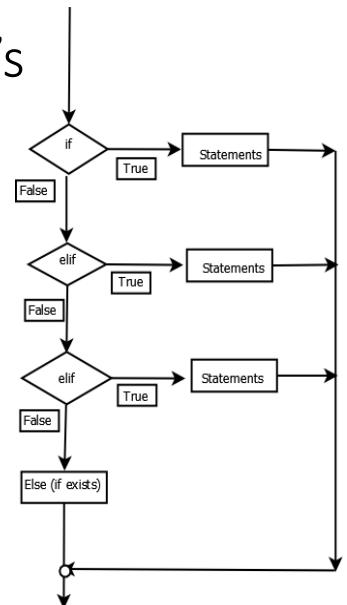 's
if
True
Statements
False
elif
True
Statements
False
elif
True
Statements
False
Else (if exists)